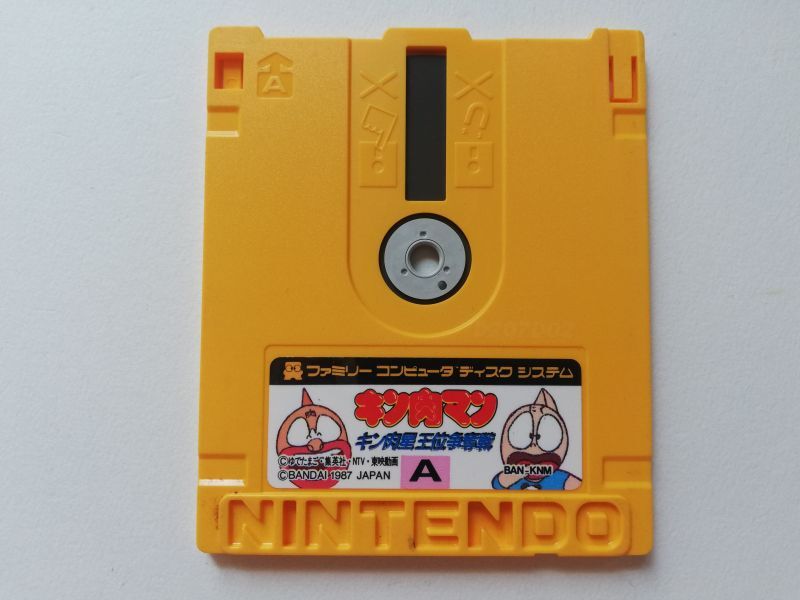 A
ファミリー コンピュータ ディスク システム
キン肉マン
キン肉星王位争奪戦
©ゆでたまご・集英社・NTV・東映動画
©BANDAI 1987 JAPAN
A
BAN-KNM
NINTENDO